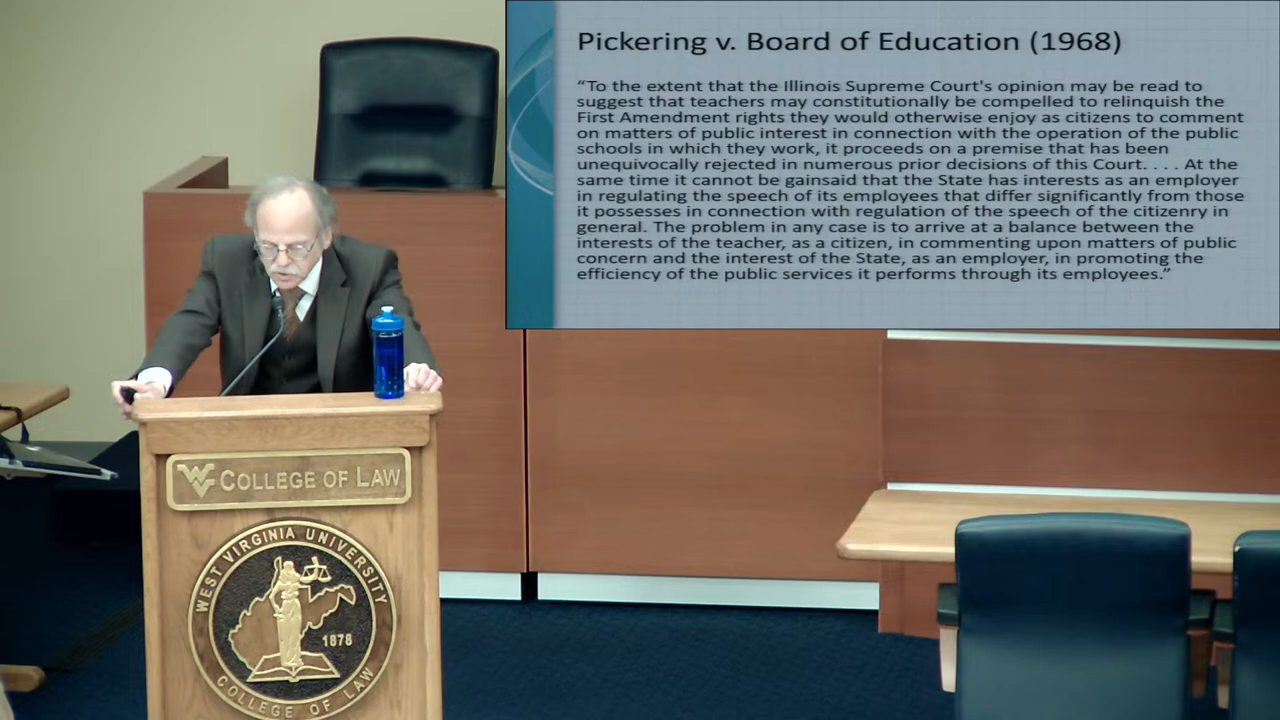 Pickering v. Board of Education (1968)
“To the extent that the Illinois Supreme Court's opinion may be read to
suggest that teachers may constitutionally be compelled to relinquish the
First Amendment rights they would otherwise enjoy as citizens to comment
on matters of public interest in connection with the operation of the public
schools in which they work, it proceeds on a premise that has been
unequivocally rejected in numerous prior decisions of this Court. . . . At the
same time it cannot be gainsaid that the State has interests as an employer
in regulating the speech of its employees that differ significantly from those
it possesses in connection with regulation of the speech of the citizenry in
general. The problem in any case is to arrive at a balance between the
interests of the teacher, as a citizen, in commenting upon matters of public
concern and the interest of the State, as an employer, in promoting the
efficiency of the public services it performs through its employees.”
WV COLLEGE OF LAW
WEST VIRGINIA UNIVERSITY
1878
COLLEGE OF LAW